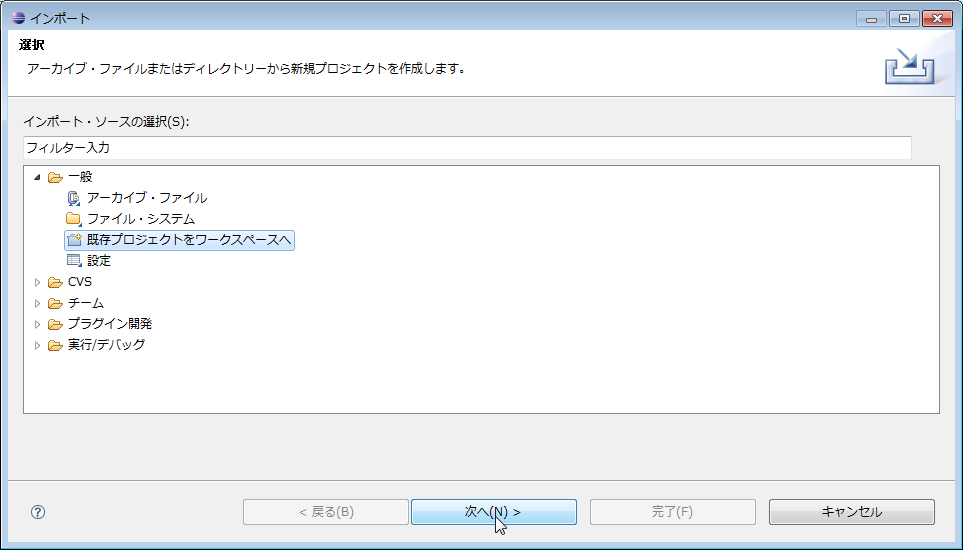 インポート
選択
アーカイブ・ファイルまたはディレクトリーから新規プロジェクトを作成します。
インポート・ソースの選択(S):
フィルター入力
一般
アーカイブ・ファイル
ファイル・システム
既存プロジェクトをワークスペースへ
設定
CVS
チーム
プラグイン開発
実行/デバッグ
?
< 戻る(B)
次へ(N) >
完了(F)
キャンセル